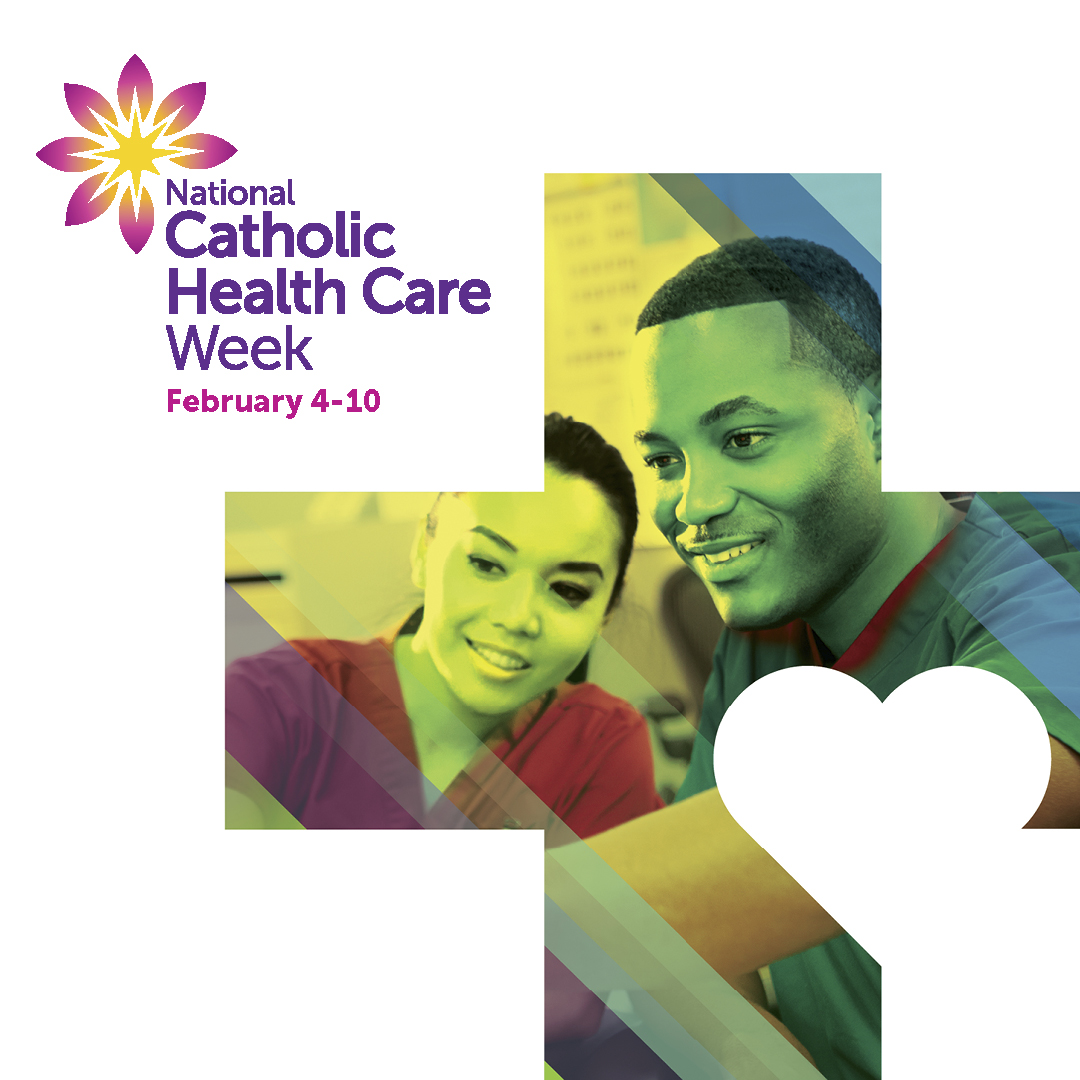 National
Catholic
Health Care
Week
February 4-10